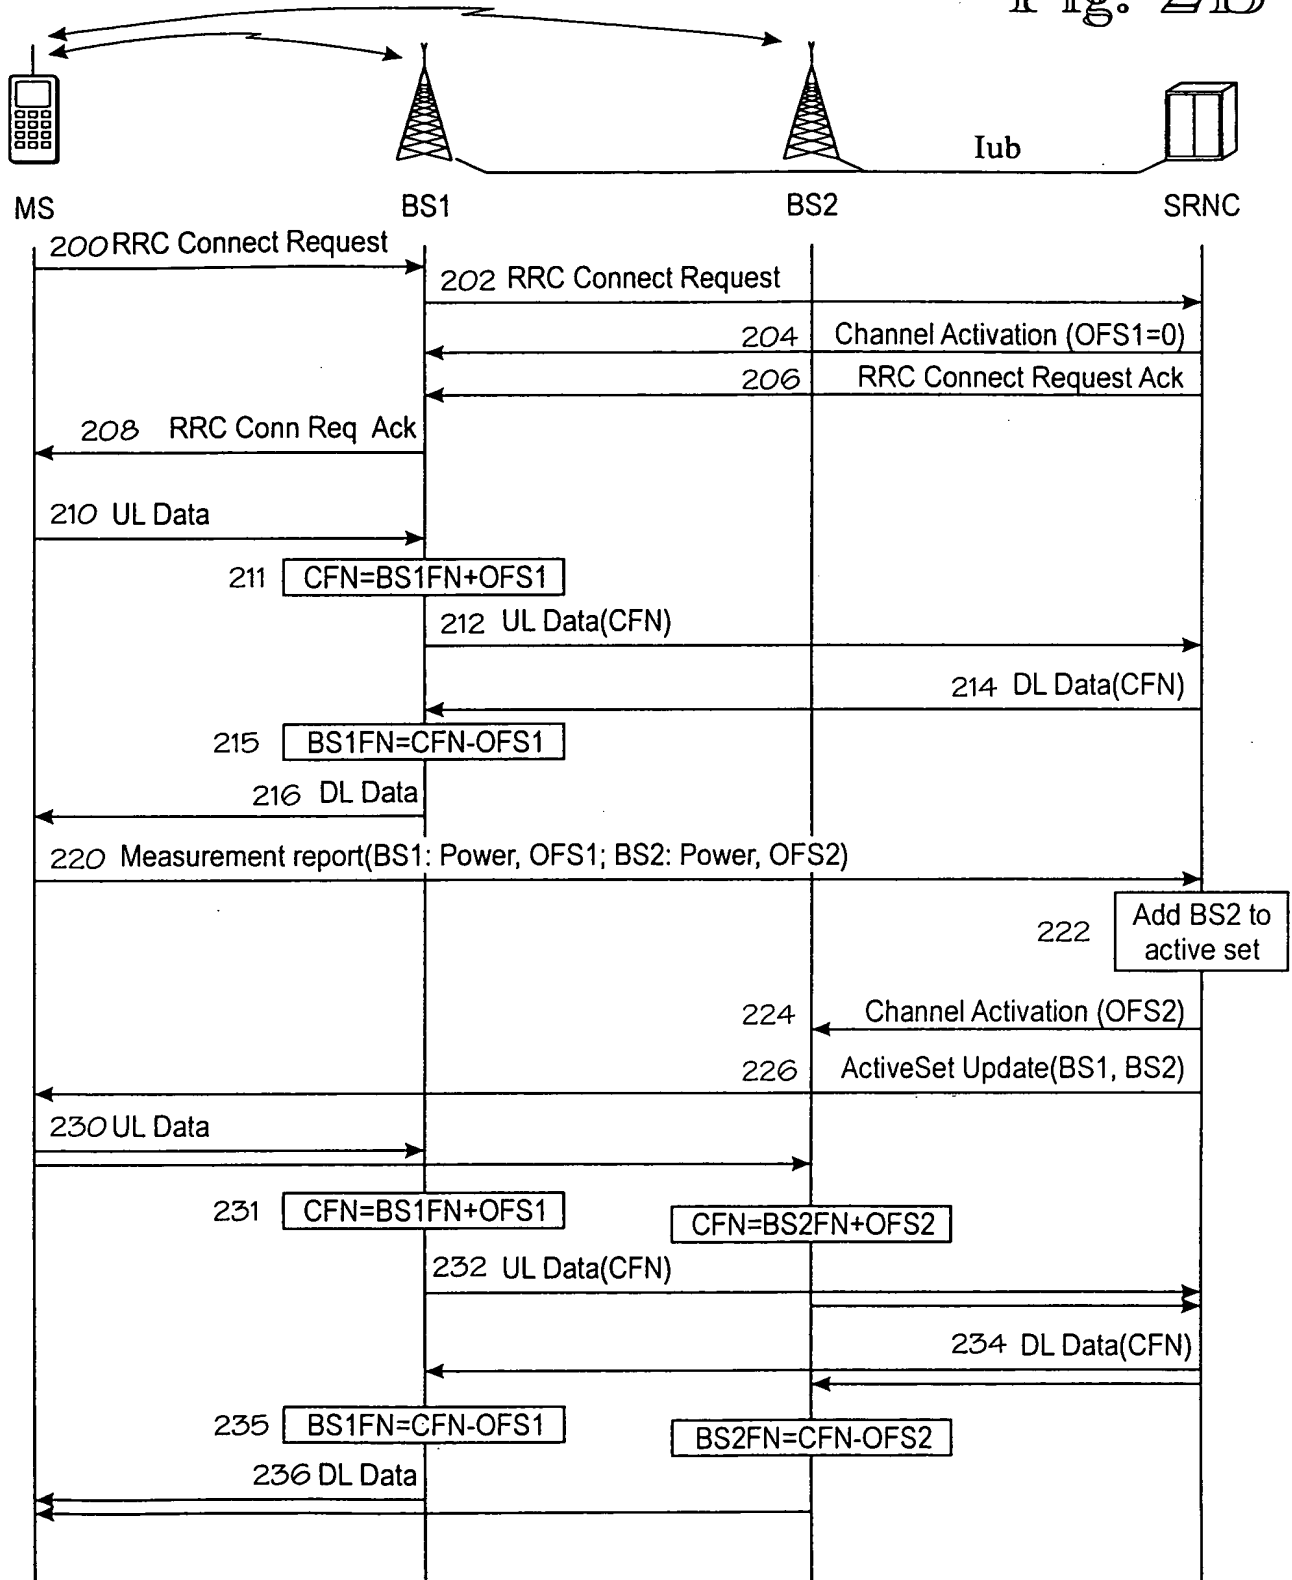 Fig. 2B
Iub
MS
BS1
BS2
SRNC
200 RRC Connect Request
202 RRC Connect Request
204 Channel Activation (OFS1=0)
206 RRC Connect Request Ack
208 RRC Conn Req Ack
210 UL Data
211 CFN=BS1FN+OFS1
212 UL Data(CFN)
214 DL Data(CFN)
215 BS1FN=CFN-OFS1
216 DL Data
220 Measurement report(BS1: Power, OFS1; BS2: Power, OFS2)
222 Add BS2 to
active set
224 Channel Activation (OFS2)
226 ActiveSet Update(BS1, BS2)
230 UL Data
231 CFN=BS1FN+OFS1
CFN=BS2FN+OFS2
232 UL Data(CFN)
234 DL Data(CFN)
235 BS1FN=CFN-OFS1
BS2FN=CFN-OFS2
236 DL Data